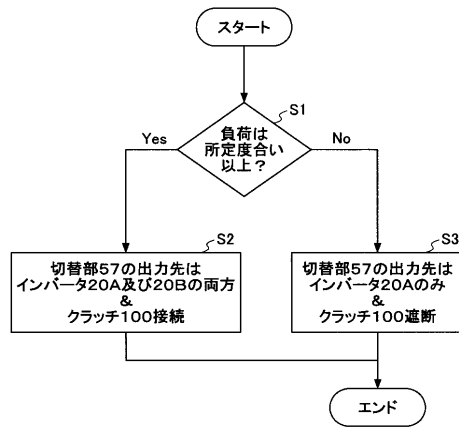 スタート
S1
負荷は
所定度合い
以上？
Yes
No
S2
切替部57の出力先は
インバータ20A及び20Bの両方
&
クラッチ100接続
S3
切替部57の出力先は
インバータ20Aのみ
&
クラッチ100遮断
エンド